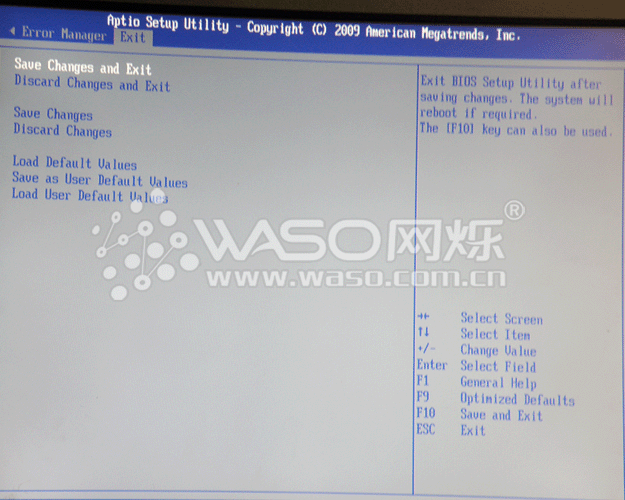 Aptio Setup Utility - Copyright (C) 2009 American Megatrends, Inc.
Error Manager Exit
Save Changes and Exit
Discard Changes and Exit
Save Changes
Discard Changes
Load Default Values
Save as User Default Values
Load User Default Values
Exit BIOS Setup Utility after
saving changes. The system will
reboot if required.
The [F10] key can also be used.
WASO网烁®
www.waso.com.cn
→← Select Screen
↑↓ Select Item
+/- Change Value
Enter Select Field
F1 General Help
F9 Optimized Defaults
F10 Save and Exit
ESC Exit